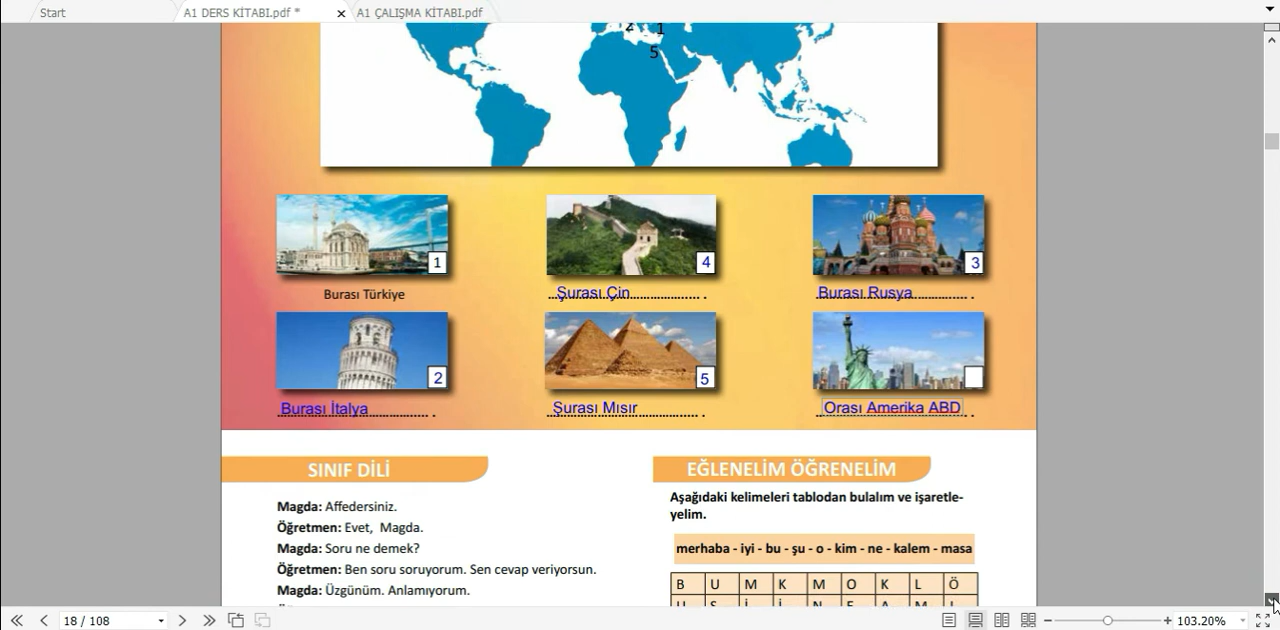 Start A1 DERS KİTABI.pdf * x A1 ÇALIŞMA KİTABI.pdf
2 1
5
1 4 3
Burası Türkiye Şurası Çin Burası Rusya
2 5
Burası İtalya Şurası Mısır Orası Amerika ABD
SINIF DİLİ
Magda: Affedersiniz.
Öğretmen: Evet, Magda.
Magda: Soru ne demek?
Öğretmen: Ben soru soruyorum. Sen cevap veriyorsun.
Magda: Üzgünüm. Anlamıyorum.
EĞLENELİM ÖĞRENELİM
Aşağıdaki kelimeleri tablodan bulalım ve işaretle-
yelim.
merhaba - iyi - bu - şu - o - kim - ne - kalem - masa
B U M K M O K L Ö
18 / 108 103.20%